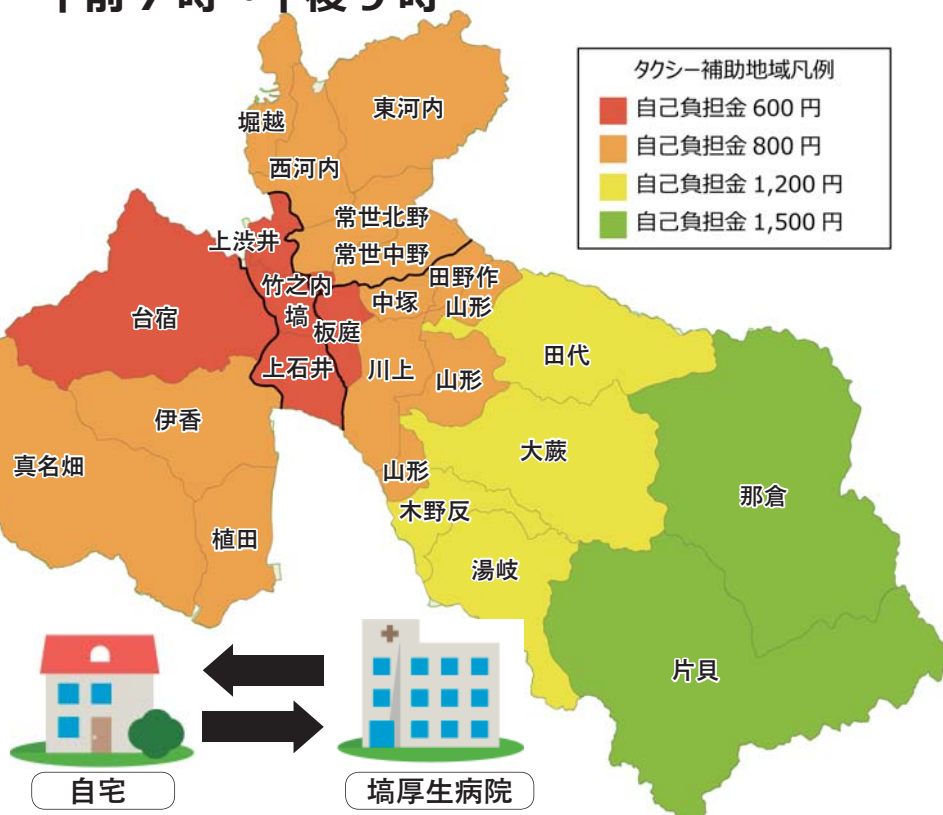 タクシー補助地域凡例
自己負担金 600 円
自己負担金 800 円
自己負担金 1,200 円
自己負担金 1,500 円
東河内
堀越
西河内
常世北野
上渋井
常世中野
田野作
竹之内
中塚
山形
台宿
塙
板庭
田代
上石井
川上
山形
伊香
大蕨
真名畑
山形
那倉
木野反
植田
湯岐
片貝
自宅
塙厚生病院